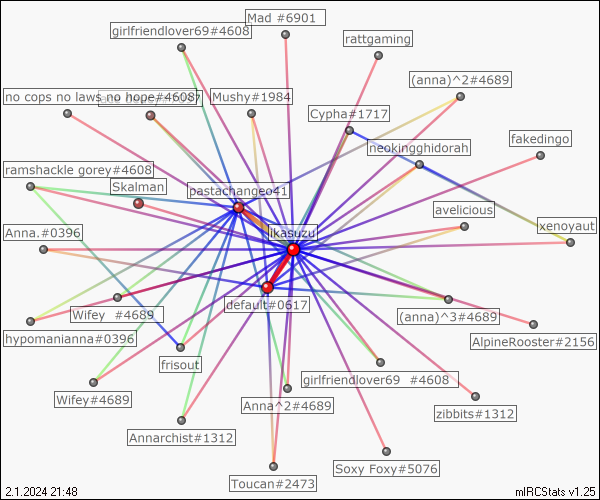 Mad #6901
girlfriendlover69#4608
rattgaming
(anna)^2#4689
no cops no laws no hope#4608
Mushy#1984
Cypha#1717
neokingghidorah
fakedingo
ramshackle gorey#4608
Skalman
pastachangeo41
avelicious
xenoyaut
Anna.#0396
ikasuzu
default#0617
Wifey #4689
(anna)^3#4689
hypomanianna#0396
AlpineRooster#2156
frisout
girlfriendlover69 #4608
Wifey#4689
Anna^2#4689
zibbits#1312
Annarchist#1312
Soxy Foxy#5076
Toucan#2473
2.1.2024 21:48
mIRCStats v1.25